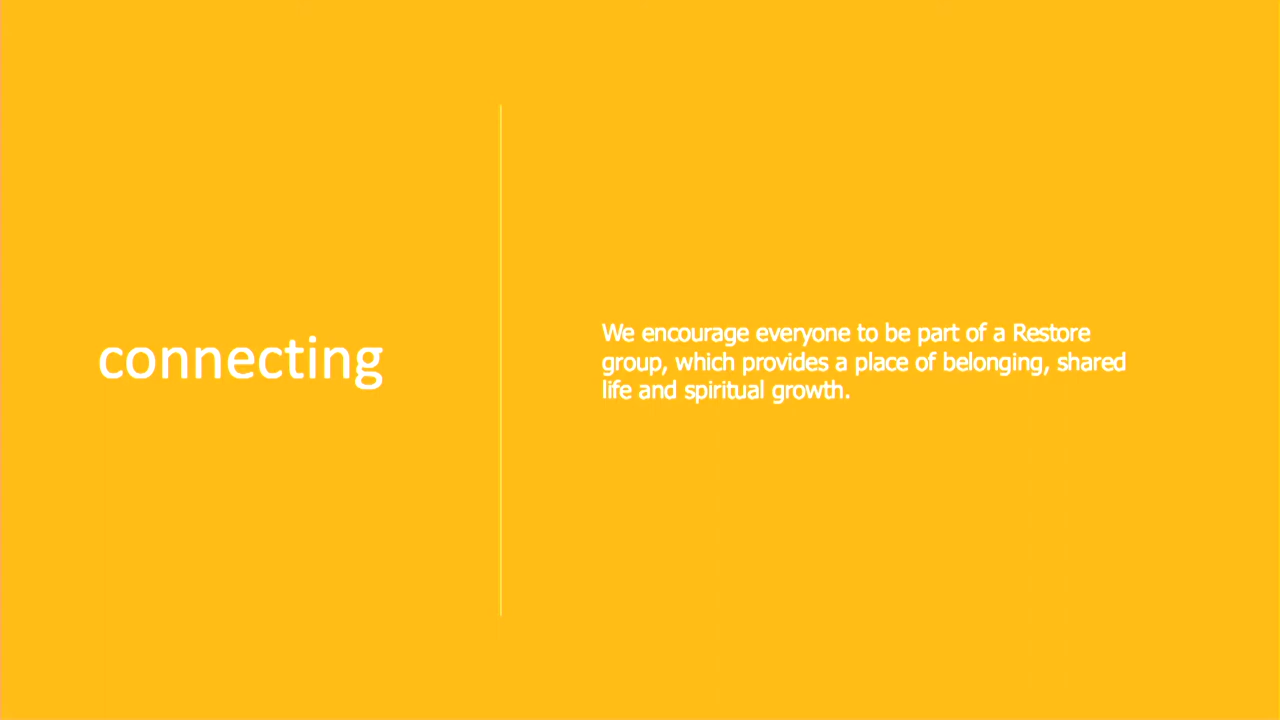 connecting
We encourage everyone to be part of a Restore
group, which provides a place of belonging, shared
life and spiritual growth.